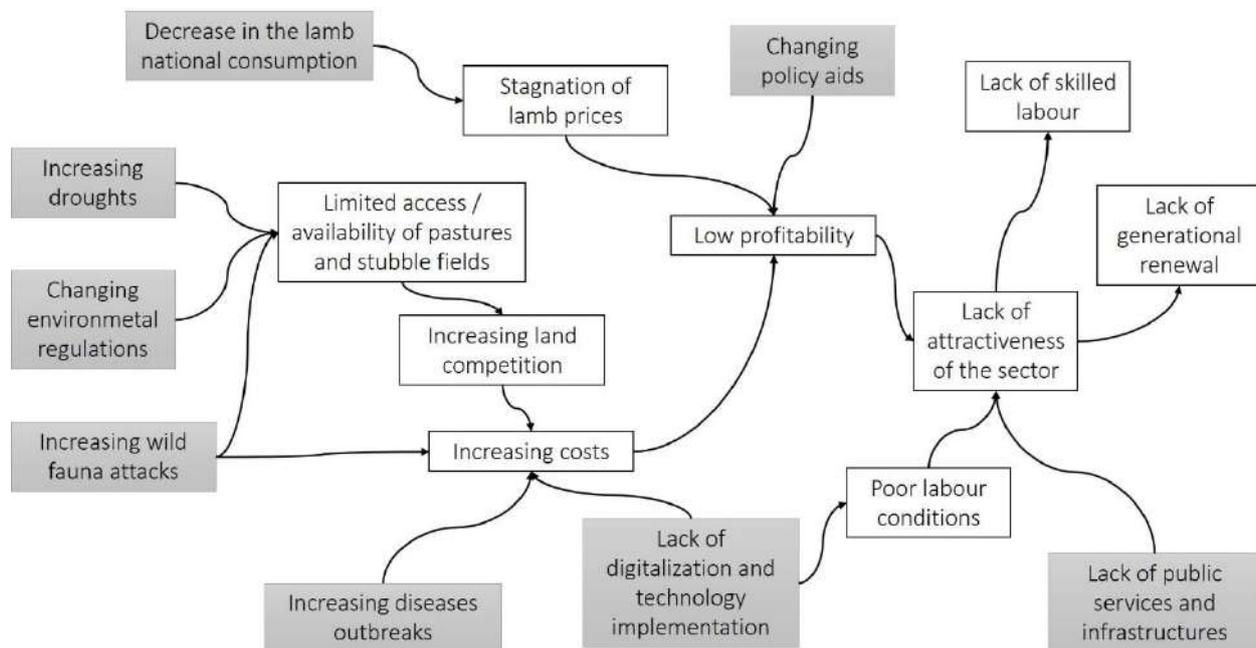 Decrease in the lamb
national consumption
Changing
policy aids
Stagnation of
lamb prices
Lack of skilled
labour
Increasing
droughts
Limited access /
availability of pastures
and stubble fields
Low profitability
Lack of
generational
renewal
Changing
environmetal
regulations
Increasing land
competition
Lack of
attractiveness
of the sector
Increasing wild
fauna attacks
Increasing costs
Poor labour
conditions
Increasing diseases
outbreaks
Lack of
digitalization and
technology
implementation
Lack of public
services and
infrastructures